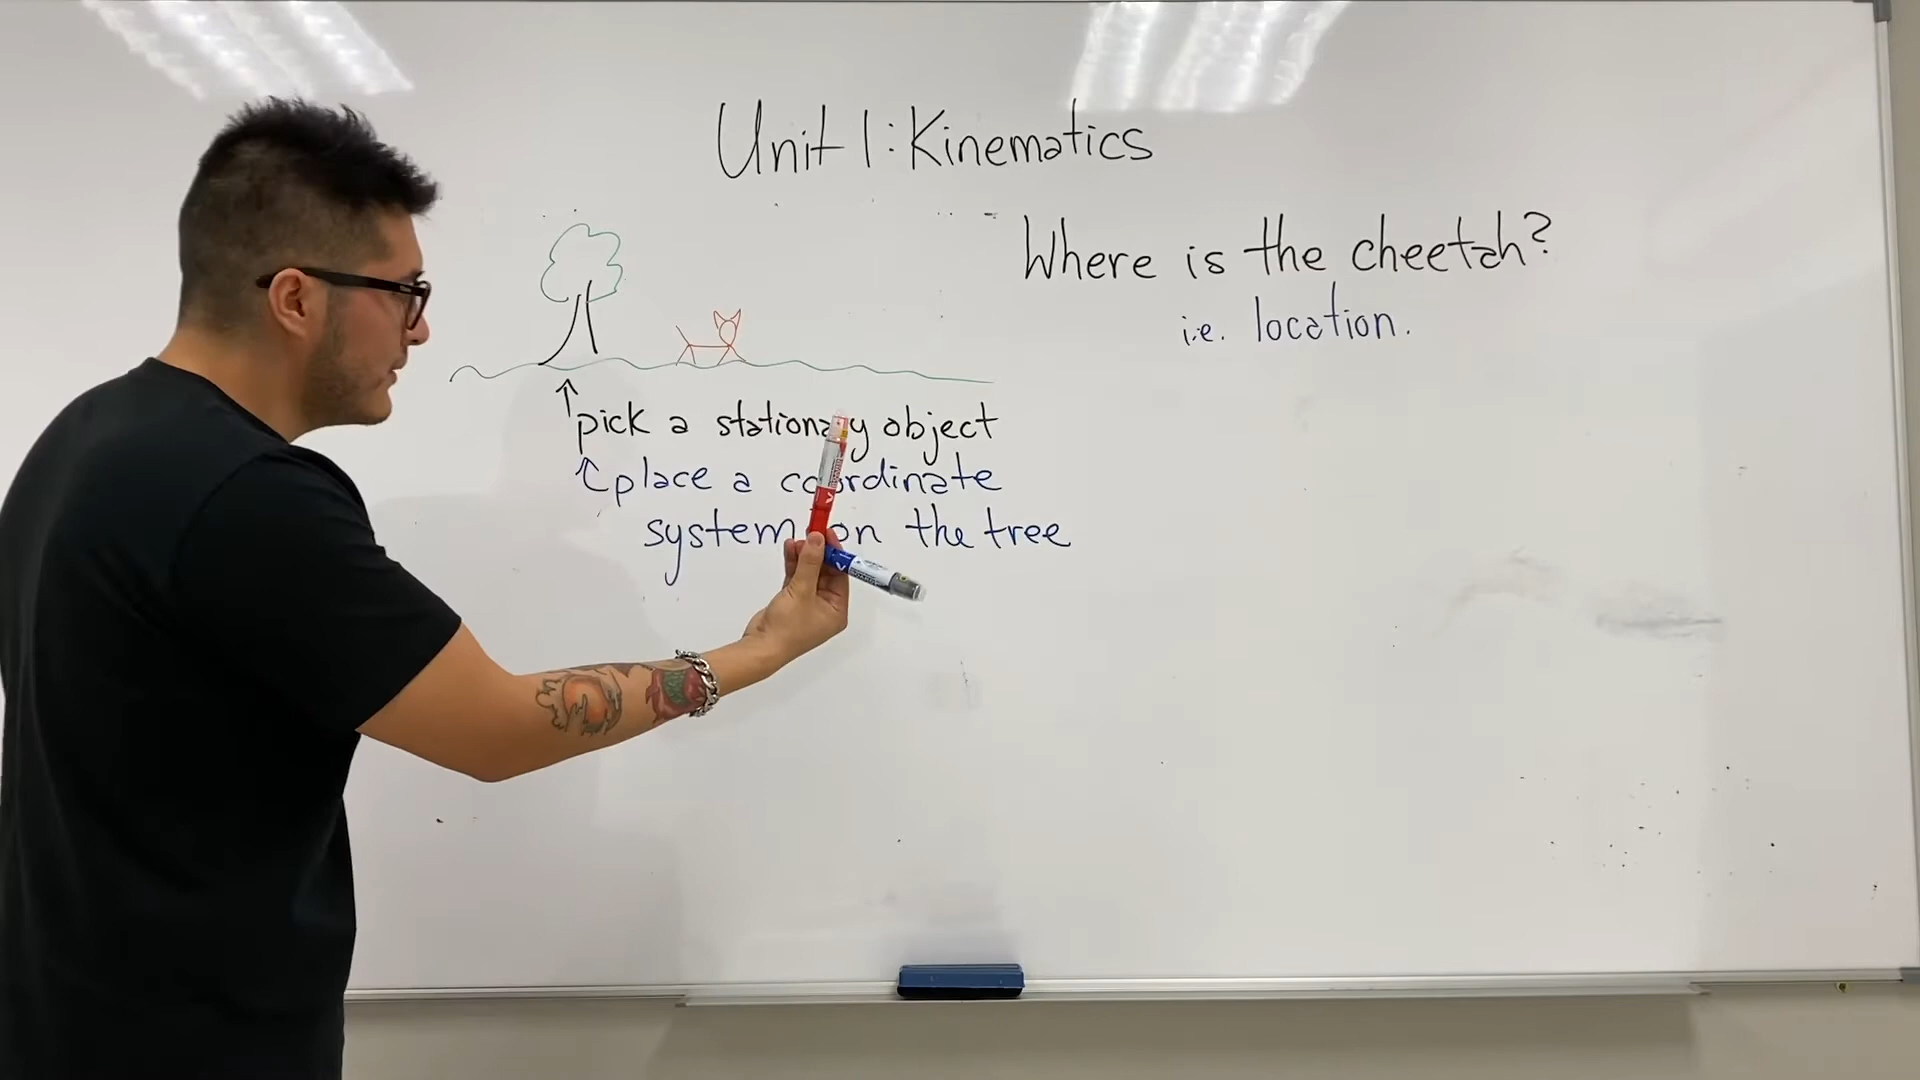 Unit 1: Kinematics
Where is the cheetah?
i.e. location.
pick a stationary object
place a coordinate
system on the tree